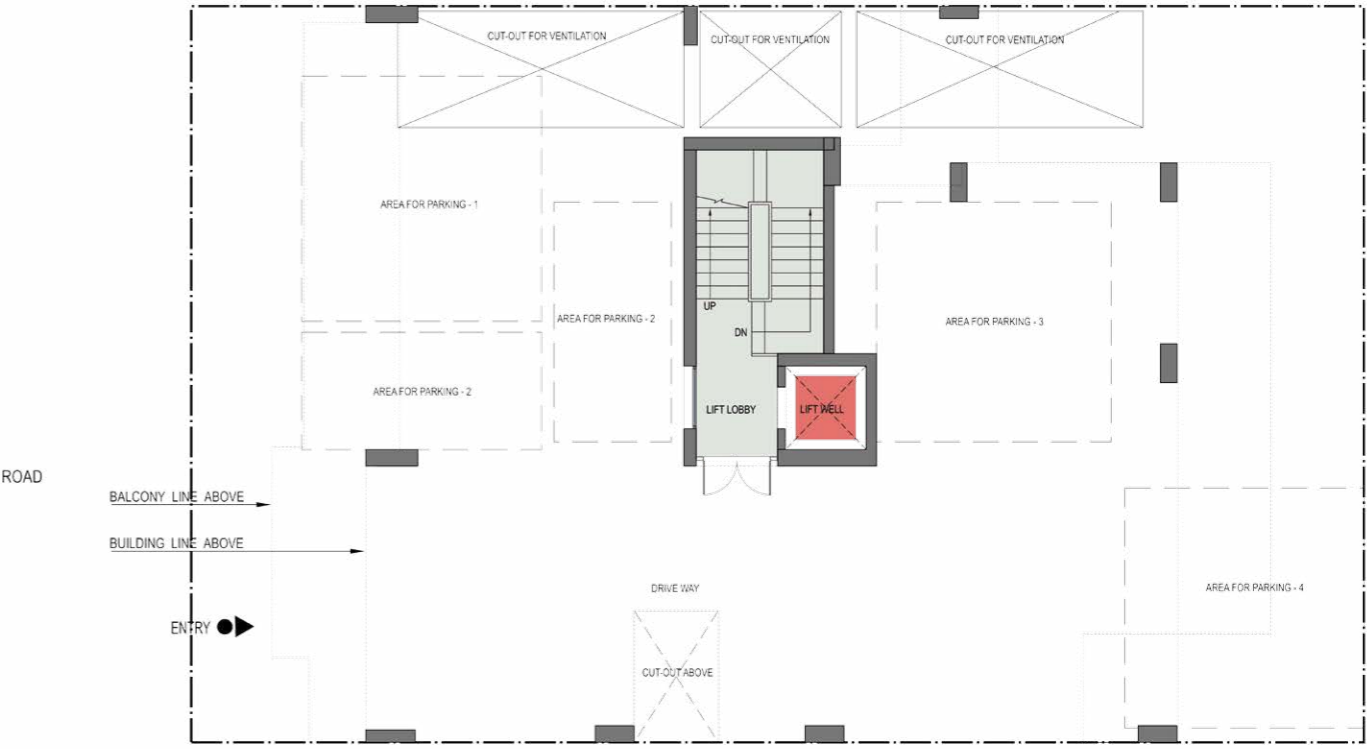 CUT-OUT FOR VENTILATION
CUT-OUT FOR VENTILATION
CUT-OUT FOR VENTILATION
AREA FOR PARKING - 1
AREA FOR PARKING - 2
AREA FOR PARKING - 3
UP
DN
AREA FOR PARKING - 2
LIFT LOBBY
LIFT WELL
ROAD
BALCONY LINE ABOVE
BUILDING LINE ABOVE
DRIVE WAY
AREA FOR PARKING - 4
ENTRY
CUT-OUT ABOVE